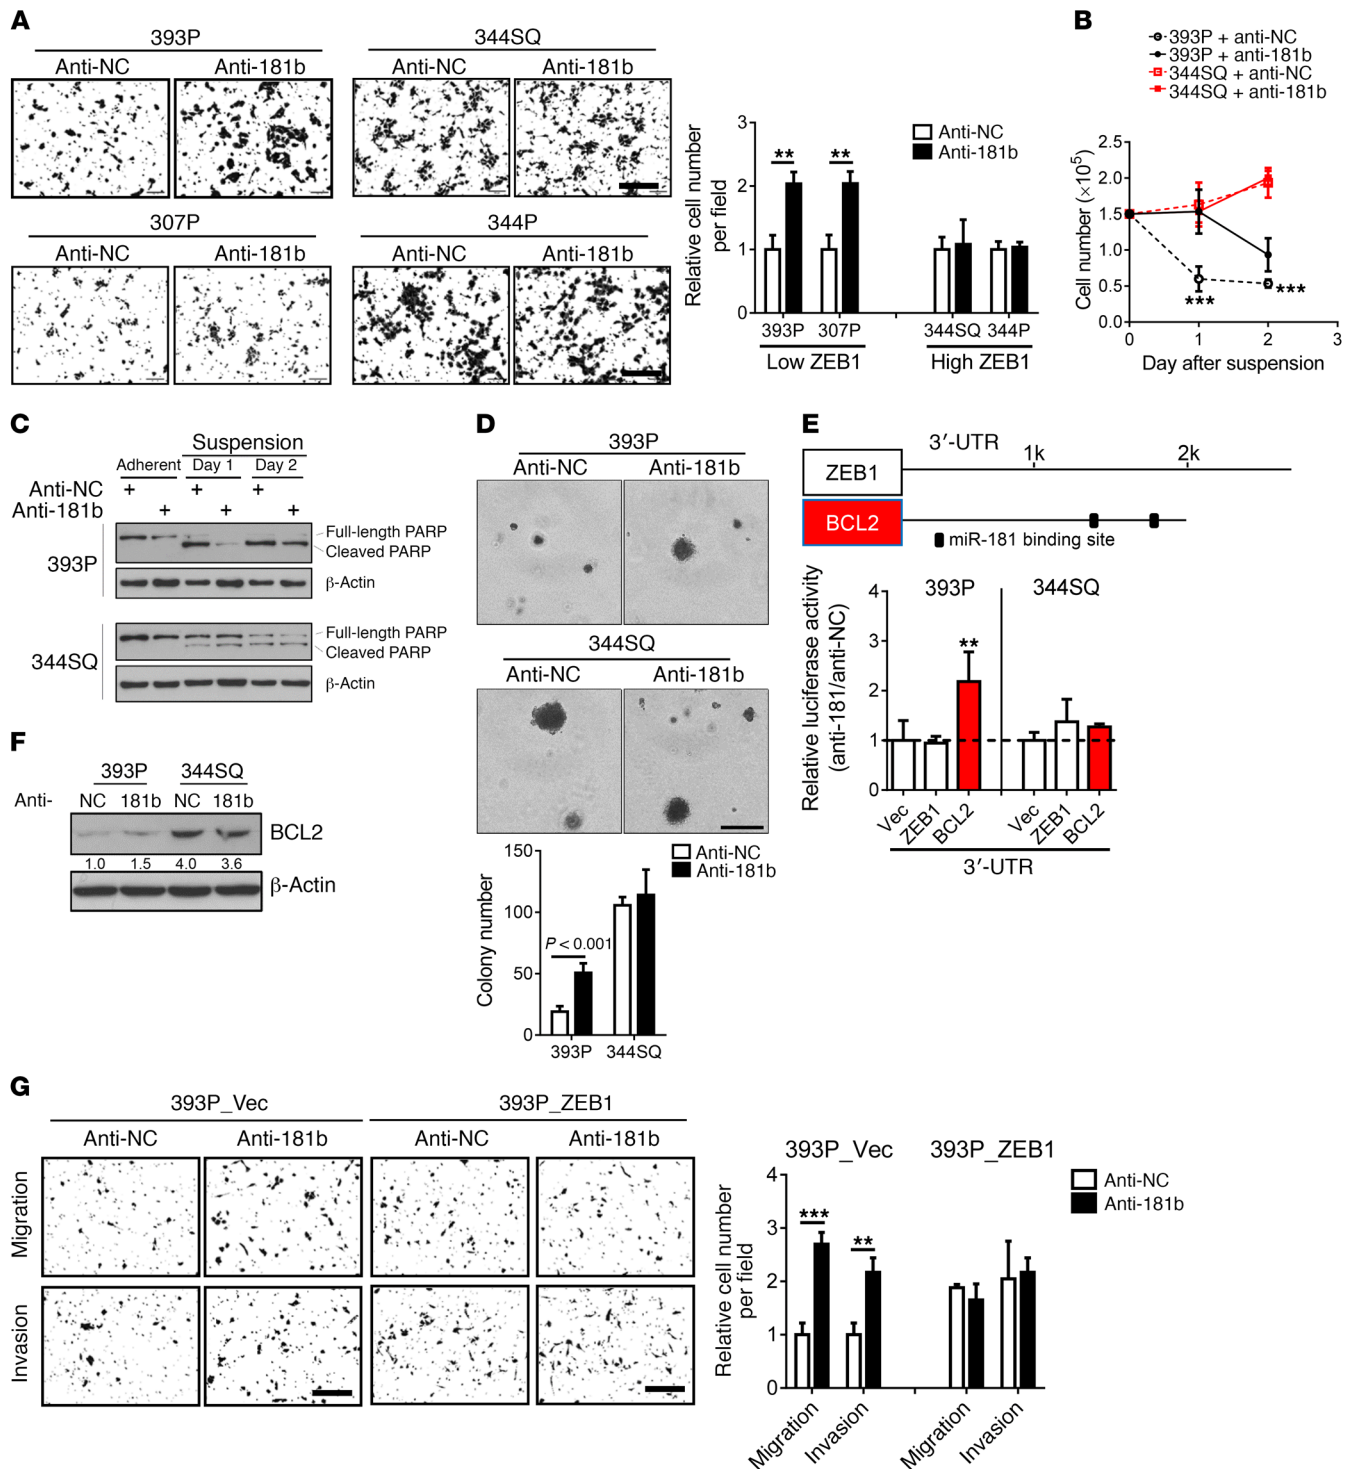 A
393P
344SQ
Anti-NC
Anti-181b
Anti-NC
Anti-181b
307P
344P
Anti-NC
Anti-181b
Anti-NC
Anti-181b
Relative cell number
per field
3
2
1
0
**
**
Anti-NC
Anti-181b
393P
307P
344SQ
344P
Low ZEB1
High ZEB1
B
393P + anti-NC
393P + anti-181b
344SQ + anti-NC
344SQ + anti-181b
Cell number (×10⁵)
2.5
2.0
1.5
1.0
0.5
0.0
***
***
0
1
2
3
Day after suspension
C
Suspension
Adherent
Day 1
Day 2
Anti-NC
+
+
+
Anti-181b
+
+
+
393P
Full-length PARP
Cleaved PARP
β-Actin
344SQ
Full-length PARP
Cleaved PARP
β-Actin
D
393P
Anti-NC
Anti-181b
344SQ
Anti-NC
Anti-181b
Anti-NC
Anti-181b
Colony number
150
100
50
0
P < 0.001
393P
344SQ
E
3′-UTR
1k
2k
ZEB1
BCL2
miR-181 binding site
Relative luciferase activity
(anti-181/anti-NC)
4
3
2
1
0
393P
344SQ
**
Vec
ZEB1
BCL2
Vec
ZEB1
BCL2
3′-UTR
F
393P
344SQ
Anti-
NC
181b
NC
181b
BCL2
1.0
1.5
4.0
3.6
β-Actin
G
393P_Vec
393P_ZEB1
Anti-NC
Anti-181b
Anti-NC
Anti-181b
Migration
Invasion
393P_Vec
393P_ZEB1
Anti-NC
Anti-181b
Relative cell number
per field
4
3
2
1
0
***
**
Migration
Invasion
Migration
Invasion